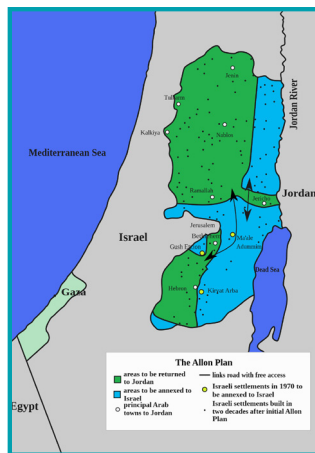 Jenin
Tulkarm
Nablus
Kalkiya
Jordan River
Mediterranean Sea
Ramallah
Jericho
Jordan
Jerusalem
Israel
Bethlehem
Ma'ale
Adummim
Gush Etzion
Dead Sea
Hebron
Kirpat Arba
Gaza
Egypt
The Allon Plan
areas to be returned
to Jordan
areas to be annexed to
Israel
principal Arab
towns to Jordan
links road with free access
Israeli settlements in 1970 to
be annexed to Israel
Israeli settlements built in
two decades after initial Allon
Plan